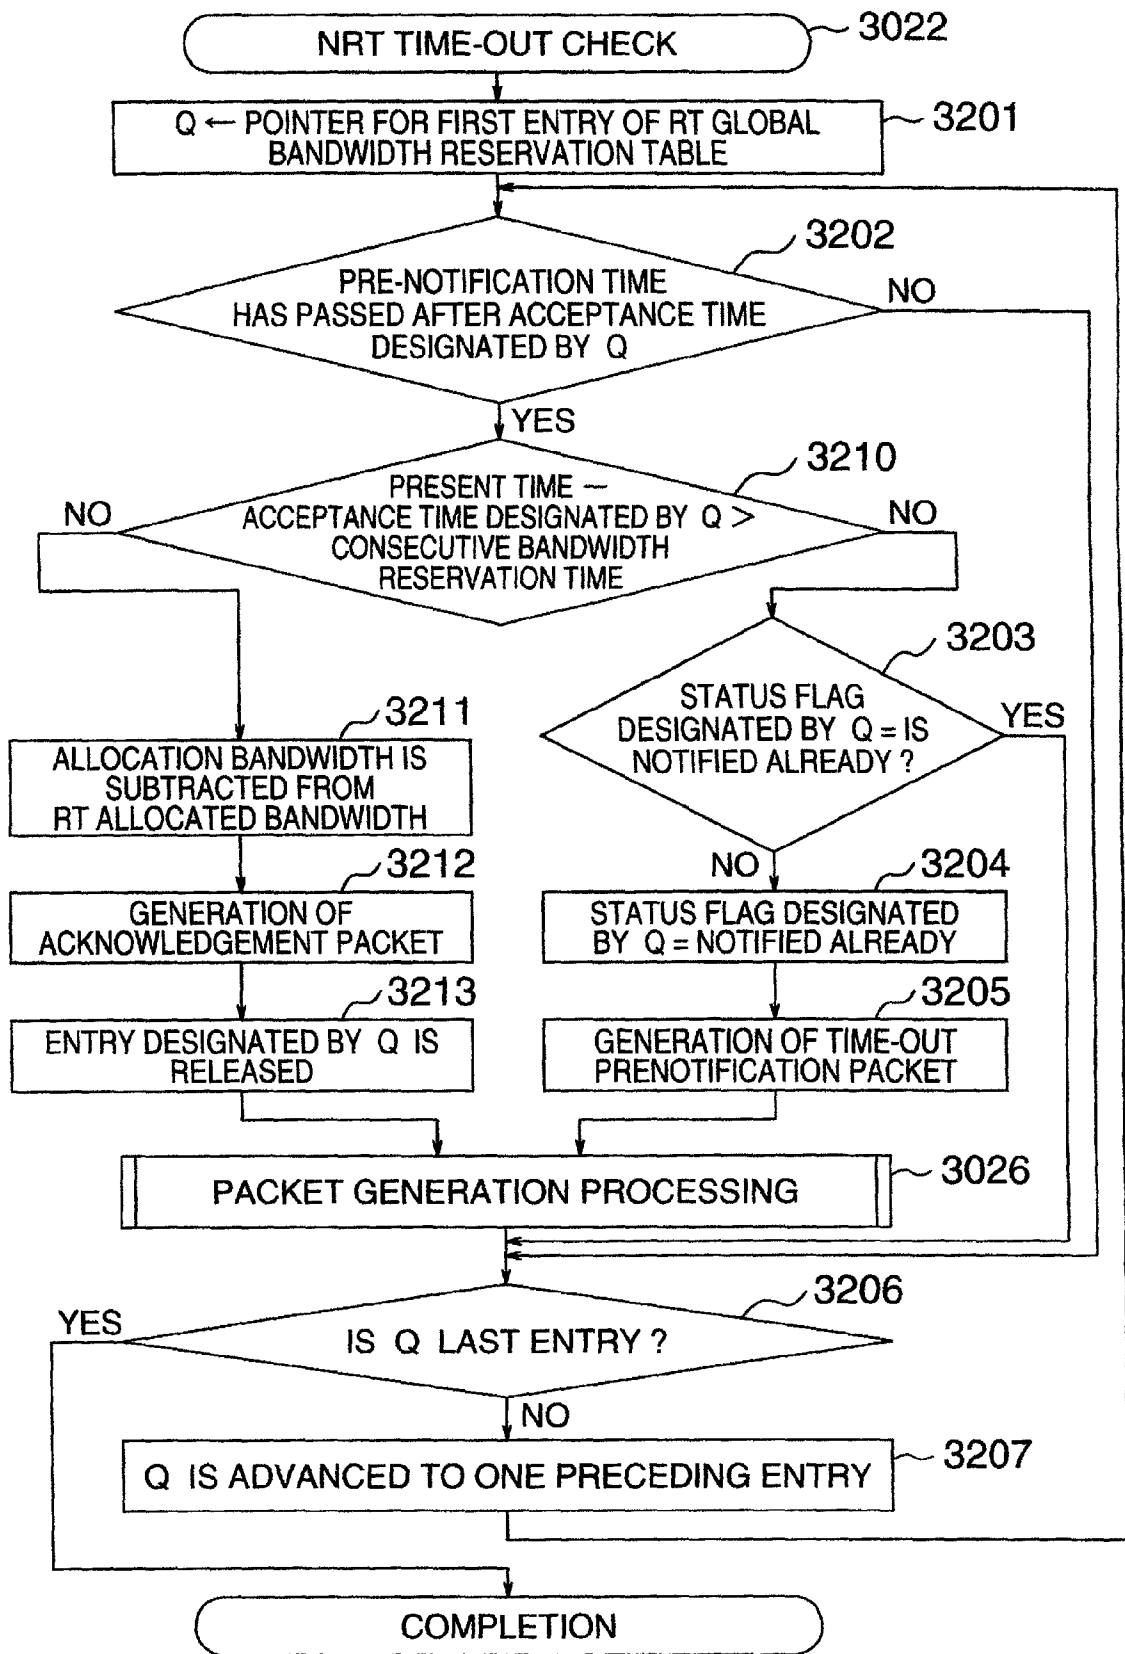 NRT TIME-OUT CHECK
3022
Q ← POINTER FOR FIRST ENTRY OF RT GLOBAL
BANDWIDTH RESERVATION TABLE
3201
3202
PRE-NOTIFICATION TIME
HAS PASSED AFTER ACCEPTANCE TIME
DESIGNATED BY Q
NO
YES
3210
PRESENT TIME –
ACCEPTANCE TIME DESIGNATED BY Q >
CONSECUTIVE BANDWIDTH
RESERVATION TIME
NO
NO
3203
STATUS FLAG
DESIGNATED BY Q = IS
NOTIFIED ALREADY ?
YES
NO
3211
ALLOCATION BANDWIDTH IS
SUBTRACTED FROM
RT ALLOCATED BANDWIDTH
3212
GENERATION OF
ACKNOWLEDGEMENT PACKET
3213
ENTRY DESIGNATED BY Q IS
RELEASED
3204
STATUS FLAG DESIGNATED
BY Q = NOTIFIED ALREADY
3205
GENERATION OF TIME-OUT
PRENOTIFICATION PACKET
PACKET GENERATION PROCESSING
3026
3206
IS Q LAST ENTRY ?
YES
NO
Q IS ADVANCED TO ONE PRECEDING ENTRY
3207
COMPLETION